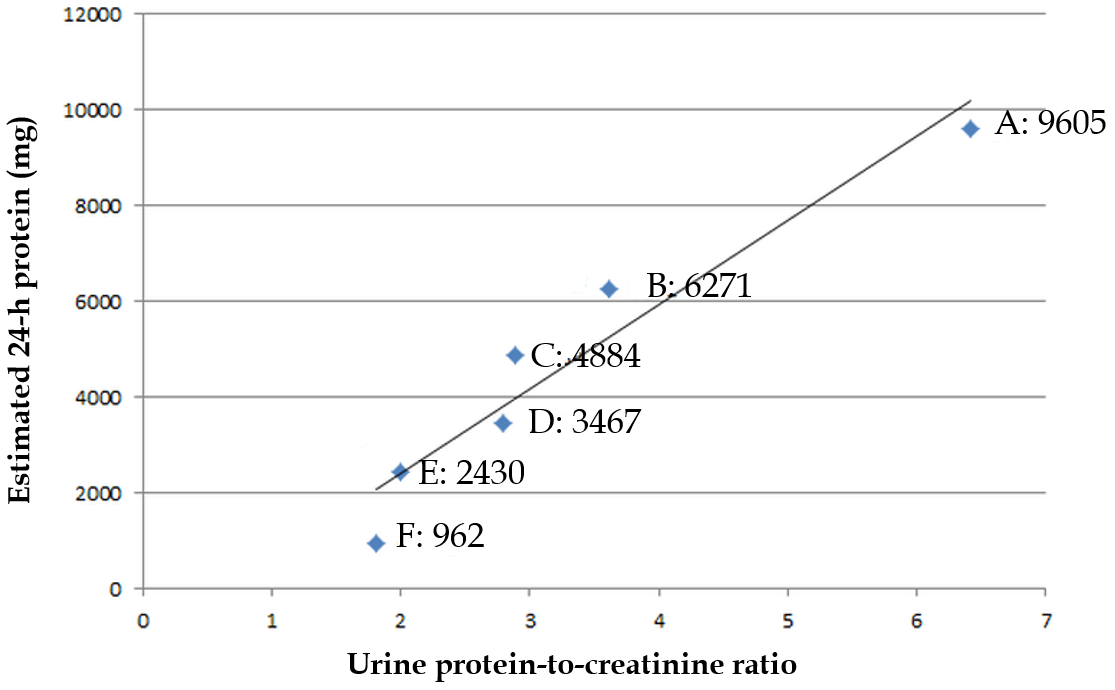 12000
10000
8000
6000
4000
2000
0
Estimated 24-h protein (mg)
A: 9605
B: 6271
C: 4884
D: 3467
E: 2430
F: 962
0 1 2 3 4 5 6 7
Urine protein-to-creatinine ratio